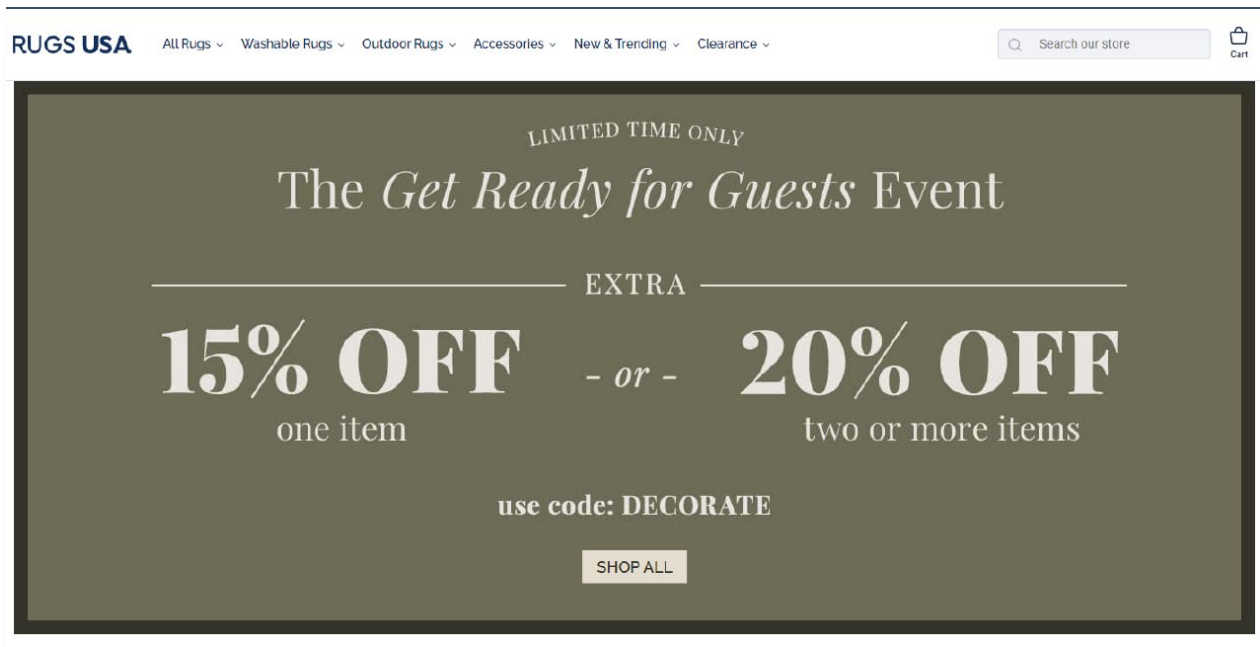 RUGS USA All Rugs Washable Rugs Outdoor Rugs Accessories New & Trending Clearance Search our store
Cart
LIMITED TIME ONLY
The Get Ready for Guests Event
EXTRA
15% OFF - or - 20% OFF
one item two or more items
use code: DECORATE
SHOP ALL